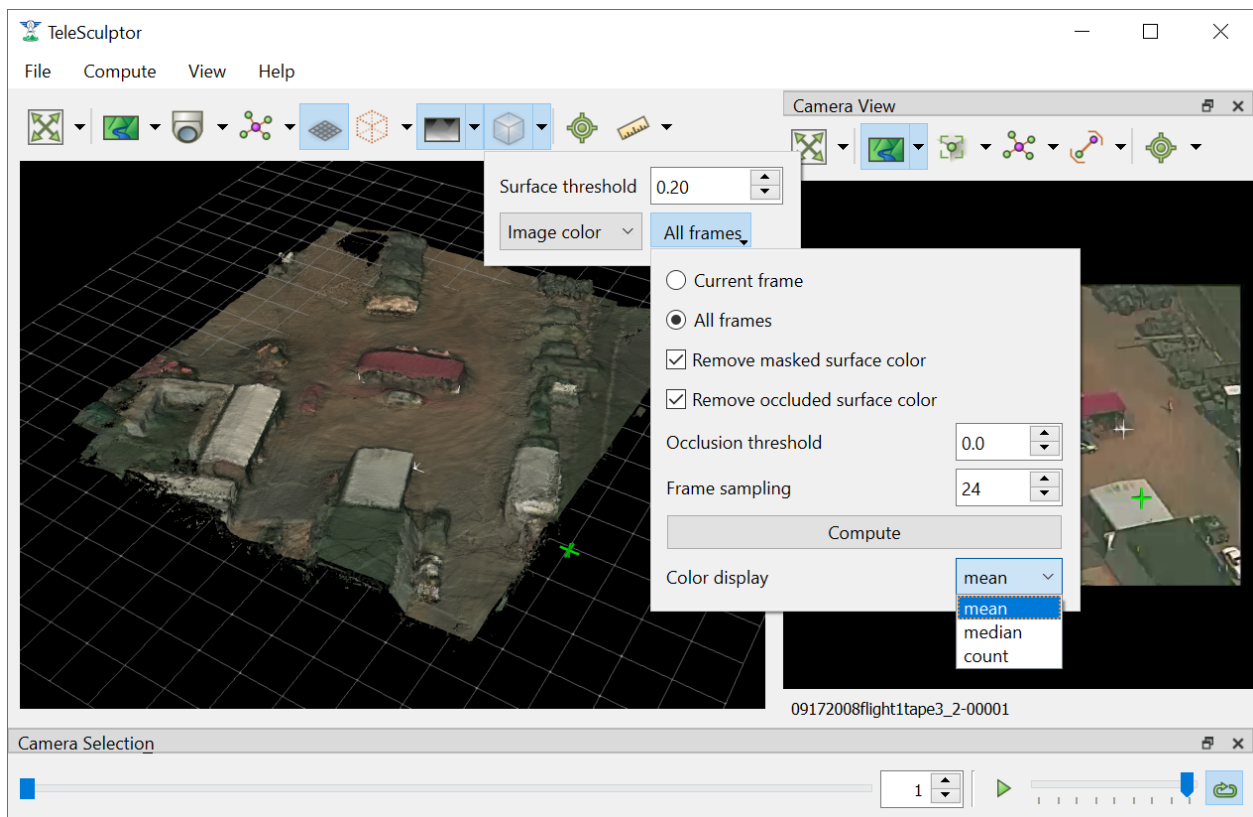 TeleSculptor
File Compute View Help
Camera View
Surface threshold 0.20
Image color All frames
Current frame
All frames
Remove masked surface color
Remove occluded surface color
Occlusion threshold 0.0
Frame sampling 24
Compute
Color display mean
mean
median
count
09172008flight1tape3_2-00001
Camera Selection
1